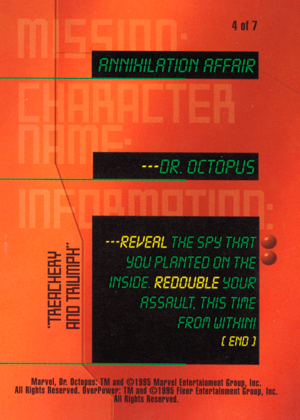 4 of 7
MISSION:
ANNIHILATION AFFAIR
CHARACTER
NAME:
---DR. OCTOPUS
INFORMATION:
"TREACHERY
AND TRIUMPH"
---REVEAL THE SPY THAT
YOU PLANTED ON THE
INSIDE. REDOUBLE YOUR
ASSAULT, THIS TIME
FROM WITHIN!
[ END ]
Marvel, Dr. Octopus: TM and ©1995 Marvel Entertainment Group, Inc.
All Rights Reserved. OverPower: TM and ©1995 Fleer Entertainment Group, Inc.
All Rights Reserved.